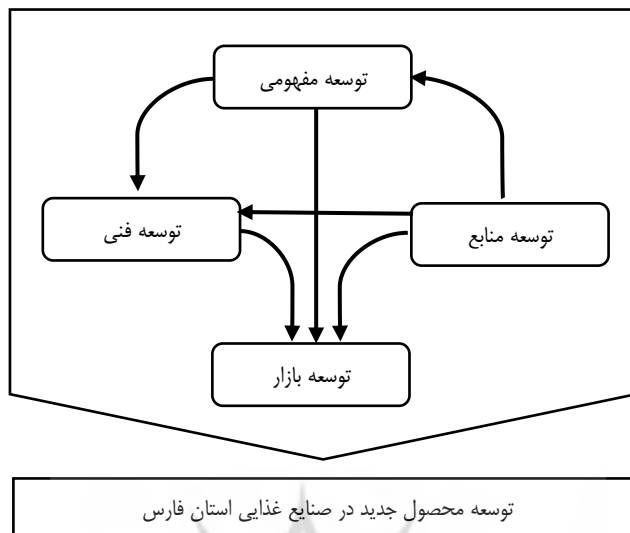 توسعه مفهومی
توسعه منابع
توسعه فنی
توسعه بازار
توسعه محصول جدید در صنایع غذایی استان فارس